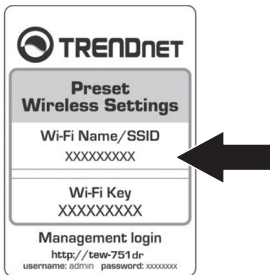 TRENDNET
Preset
Wireless Settings
Wi-Fi Name/SSID
XXXXXXXXX
Wi-Fi Key
XXXXXXXXX
Management login
http://tew-751dr
username: admin password: xxxxxxxx